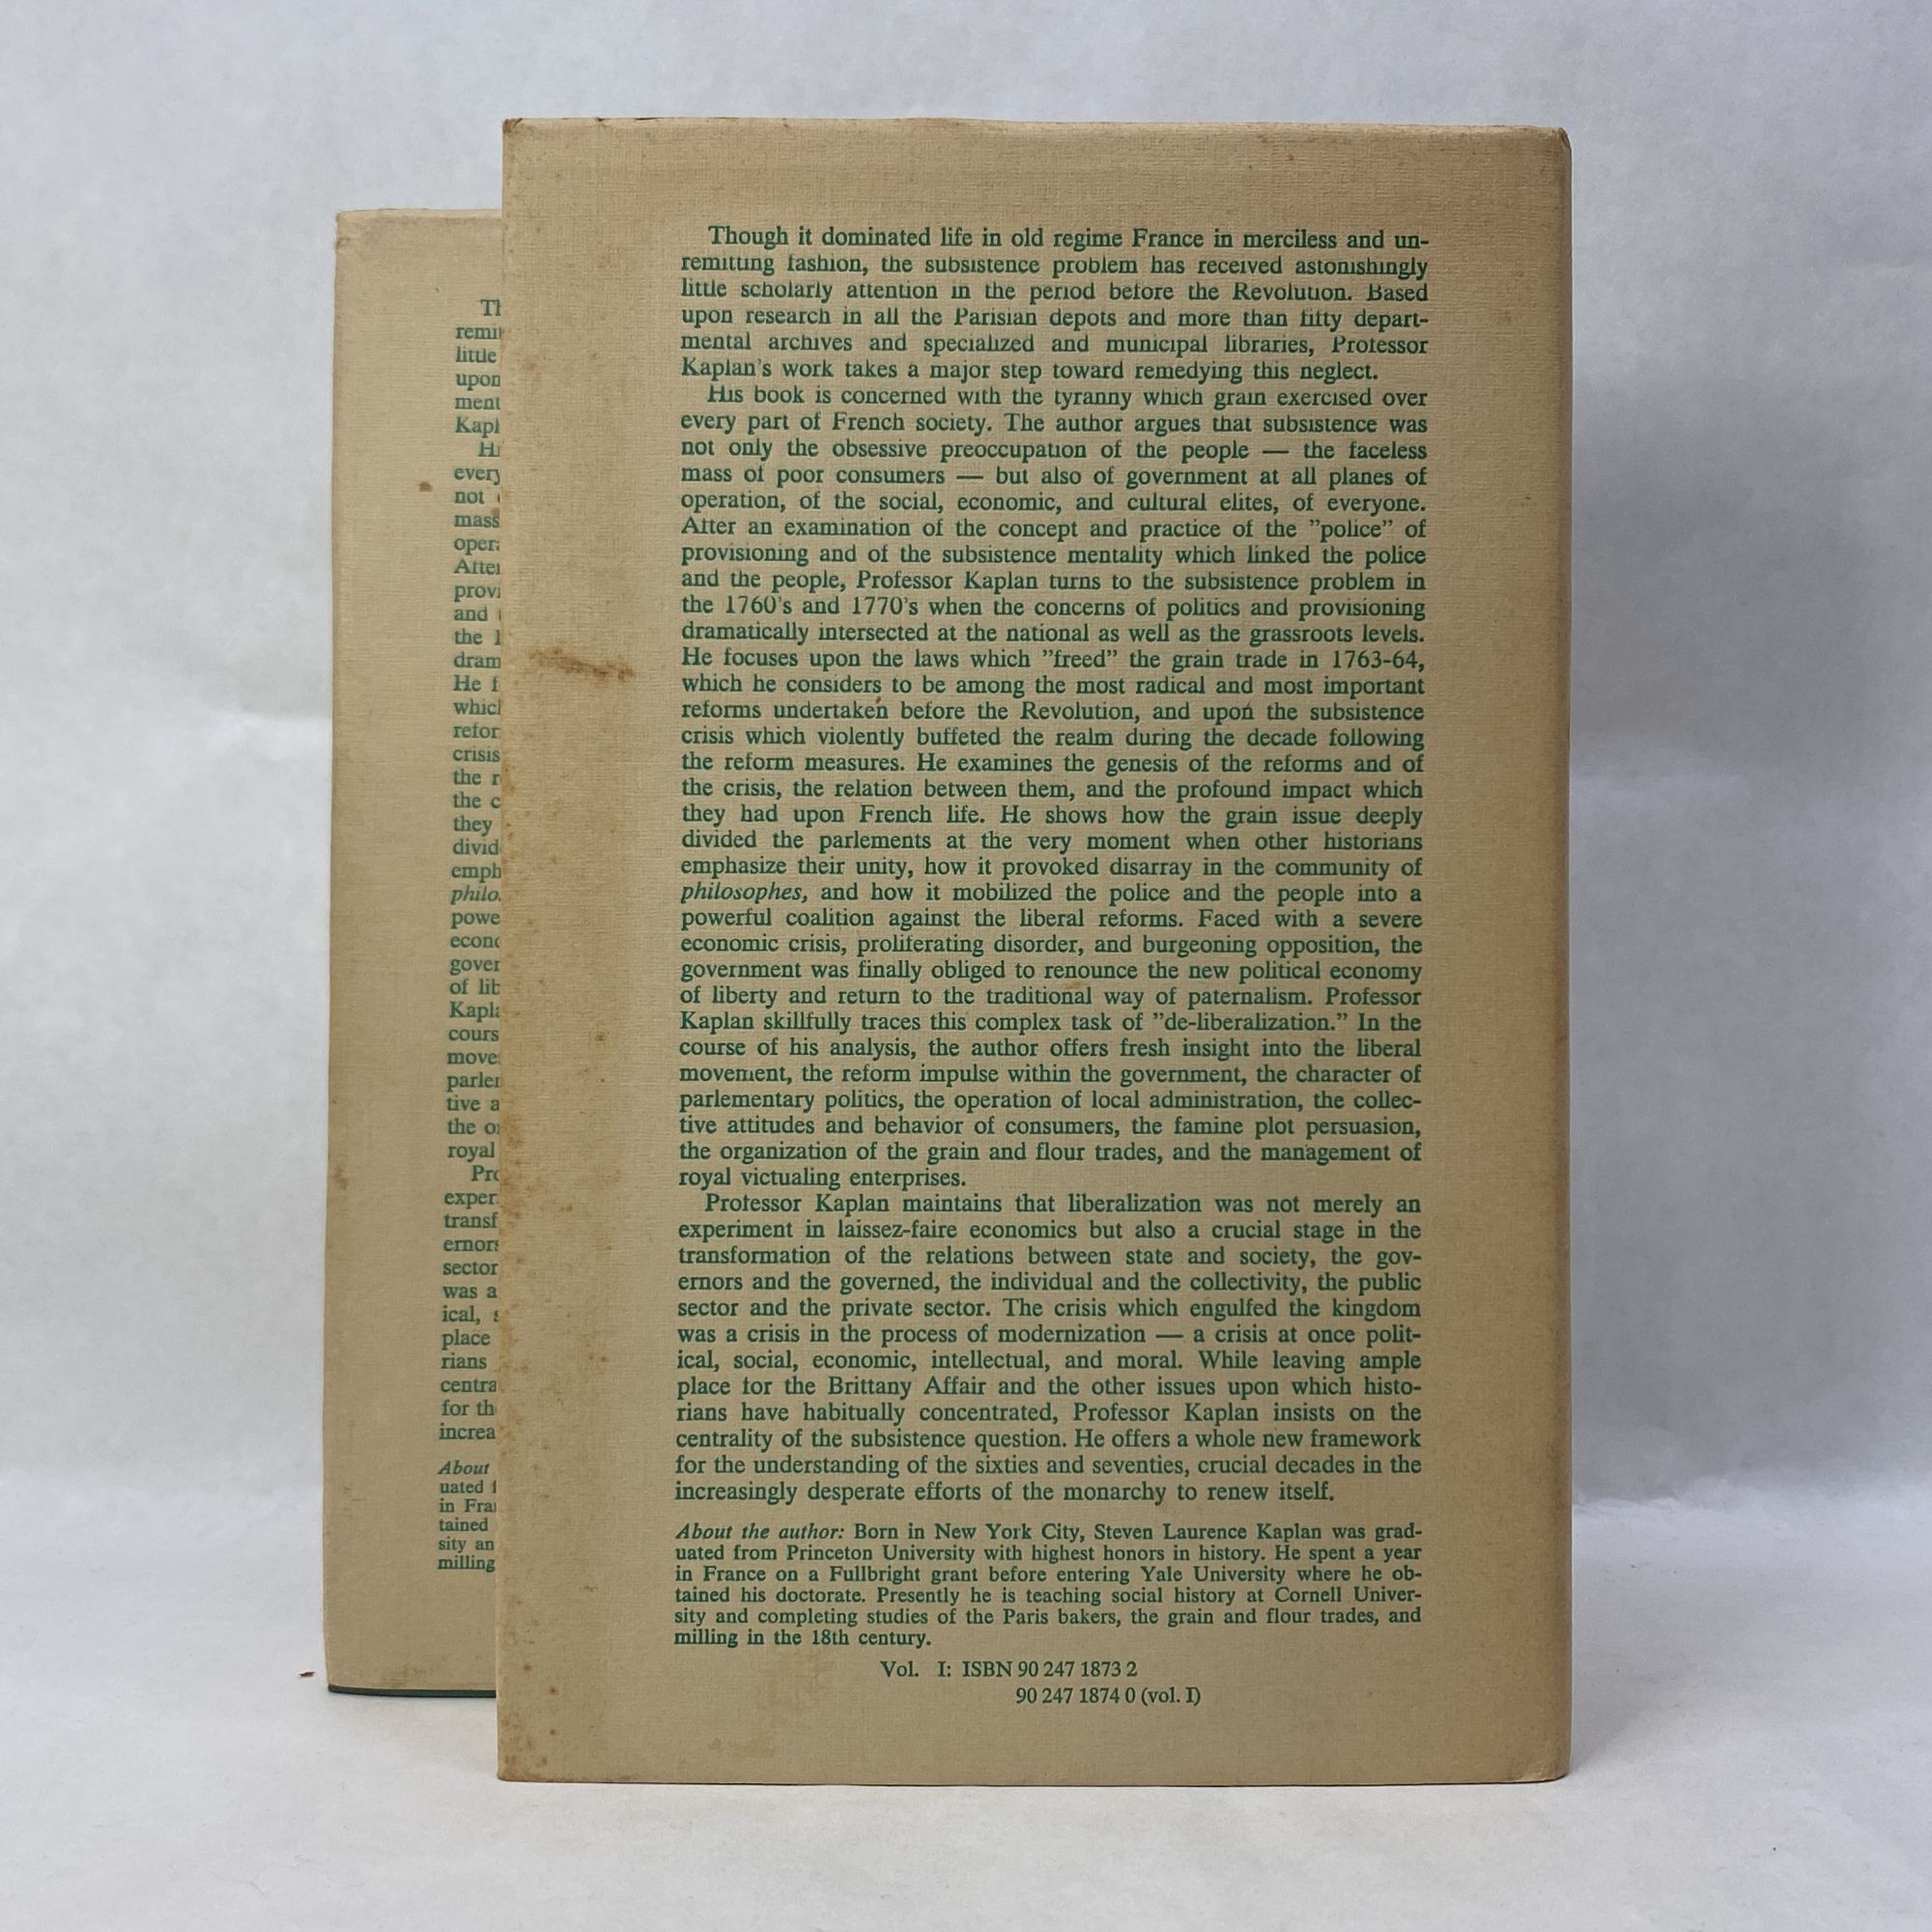 Though it dominated life in old regime France in merciless and un-
remitting fashion, the subsistence problem has received astonishingly
little scholarly attention in the period before the Revolution. Based
upon research in all the Parisian depots and more than fifty depart-
mental archives and specialized and municipal libraries, Professor
Kaplan's work takes a major step toward remedying this neglect.
His book is concerned with the tyranny which grain exercised over
every part of French society. The author argues that subsistence was
not only the obsessive preoccupation of the people — the faceless
mass of poor consumers — but also of government at all planes of
operation, of the social, economic, and cultural elites, of everyone.
After an examination of the concept and practice of the ”police” of
provisioning and of the subsistence mentality which linked the police
and the people, Professor Kaplan turns to the subsistence problem in
the 1760's and 1770's when the concerns of politics and provisioning
dramatically intersected at the national as well as the grassroots levels.
He focuses upon the laws which ”freed” the grain trade in 1763-64,
which he considers to be among the most radical and most important
reforms undertaken before the Revolution, and upon the subsistence
crisis which violently buffeted the realm during the decade following
the reform measures. He examines the genesis of the reforms and of
the crisis, the relation between them, and the profound impact which
they had upon French life. He shows how the grain issue deeply
divided the parlements at the very moment when other historians
emphasize their unity, how it provoked disarray in the community of
philosophes, and how it mobilized the police and the people into a
powerful coalition against the liberal reforms. Faced with a severe
economic crisis, proliferating disorder, and burgeoning opposition, the
government was finally obliged to renounce the new political economy
of liberty and return to the traditional way of paternalism. Professor
Kaplan skillfully traces this complex task of ”de-liberalization.” In the
course of his analysis, the author offers fresh insight into the liberal
movement, the reform impulse within the government, the character of
parlementary politics, the operation of local administration, the collec-
tive attitudes and behavior of consumers, the famine plot persuasion,
the organization of the grain and flour trades, and the management of
royal victualing enterprises.
Professor Kaplan maintains that liberalization was not merely an
experiment in laissez-faire economics but also a crucial stage in the
transformation of the relations between state and society, the gov-
ernors and the governed, the individual and the collectivity, the public
sector and the private sector. The crisis which engulfed the kingdom
was a crisis in the process of modernization — a crisis at once polit-
ical, social, economic, intellectual, and moral. While leaving ample
place for the Brittany Affair and the other issues upon which histo-
rians have habitually concentrated, Professor Kaplan insists on the
centrality of the subsistence question. He offers a whole new framework
for the understanding of the sixties and seventies, crucial decades in the
increasingly desperate efforts of the monarchy to renew itself.
About the author: Born in New York City, Steven Laurence Kaplan was grad-
uated from Princeton University with highest honors in history. He spent a year
in France on a Fullbright grant before entering Yale University where he ob-
tained his doctorate. Presently he is teaching social history at Cornell Univer-
sity and completing studies of the Paris bakers, the grain and flour trades, and
milling in the 18th century.
Vol. I: ISBN 90 247 1873 2
90 247 1874 0 (vol. I)